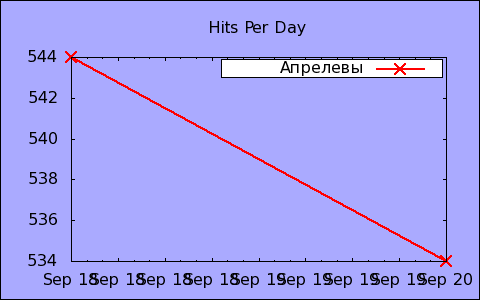 Hits Per Day
Апрелевы
544
542
540
538
536
534
Sep 18 Sep 18 Sep 18 Sep 18 Sep 19 Sep 19 Sep 19 Sep 19 Sep 20